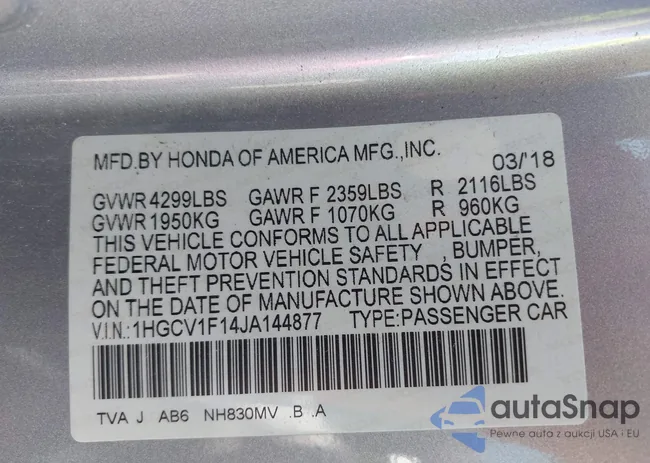 MFD.BY HONDA OF AMERICA MFG.,INC. 03/'18
GVWR 4299LBS GAWR F 2359LBS R 2116LBS
GVWR 1950KG GAWR F 1070KG R 960KG
THIS VEHICLE CONFORMS TO ALL APPLICABLE
FEDERAL MOTOR VEHICLE SAFETY , BUMPER,
AND THEFT PREVENTION STANDARDS IN EFFECT
ON THE DATE OF MANUFACTURE SHOWN ABOVE.
V.I.N.:1HGCV1F14JA144877 TYPE:PASSENGER CAR
TVA J AB6 NH830MV .B .A
autaSnap
Pewne auta z aukcji USA • EU